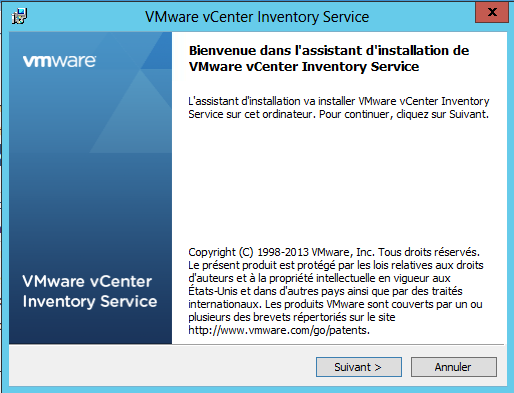 VMware vCenter Inventory Service
x
vmware
Bienvenue dans l'assistant d'installation de
VMware vCenter Inventory Service
L'assistant d'installation va installer VMware vCenter Inventory
Service sur cet ordinateur. Pour continuer, cliquez sur Suivant.
Copyright (C) 1998-2013 VMware, Inc. Tous droits réservés.
Le présent produit est protégé par les lois relatives aux droits
d'auteurs et à la propriété intellectuelle en vigueur aux
États-Unis et dans d'autres pays ainsi que par des traités
internationaux. Les produits VMware sont couverts par un ou
plusieurs des brevets répertoriés sur le site
http://www.vmware.com/go/patents.
VMware vCenter
Inventory Service
Suivant >
Annuler